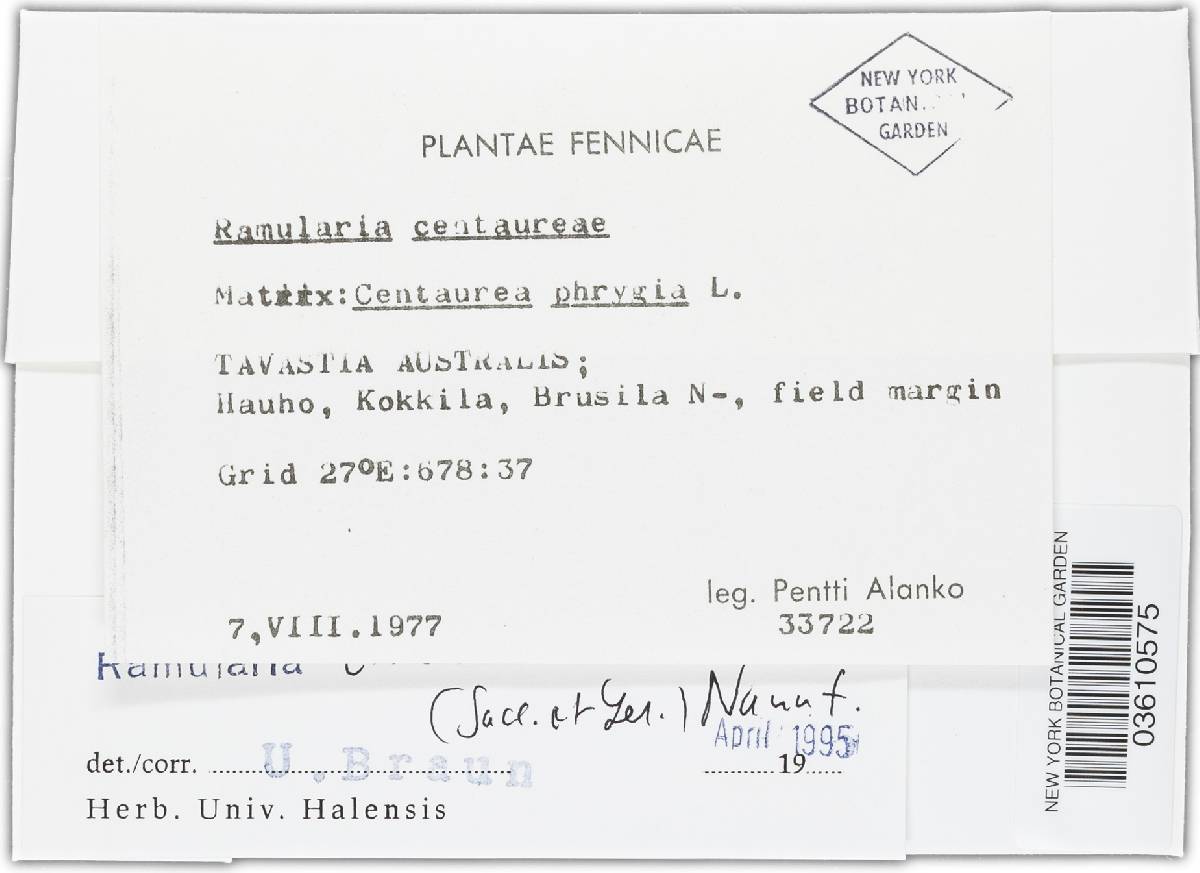 NEW YORK
BOTAN
GARDEN
PLANTAE FENNICAE
Ramularia centaureae
Matrix: Centaurea phrygia L.
TAVASTIA AUSTRALIS;
Hauho, Kokkila, Brusila N-, field margin
Grid 27°E:678:37
leg. Pentti Alanko
33722
7,VIII.1977
Ramularia
(Sacc. et Ger.) Nannf.
April 1995
det./corr. U.Braun 19
Herb. Univ. Halensis
NEW YORK BOTANICAL GARDEN
03610575